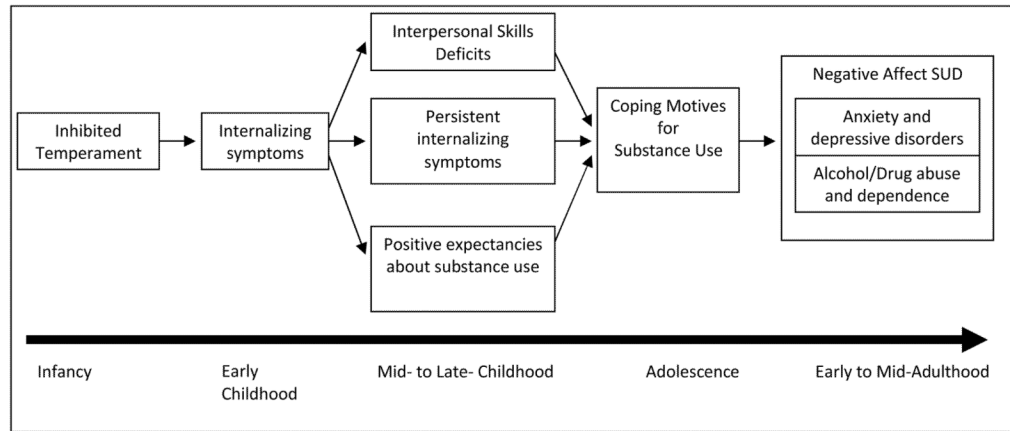 Interpersonal Skills
Deficits
Inhibited
Temperament
Internalizing
symptoms
Persistent
internalizing
symptoms
Positive expectancies
about substance use
Coping Motives
for
Substance Use
Negative Affect SUD
Anxiety and
depressive disorders
Alcohol/Drug abuse
and dependence
Infancy
Early
Childhood
Mid- to Late- Childhood
Adolescence
Early to Mid-Adulthood